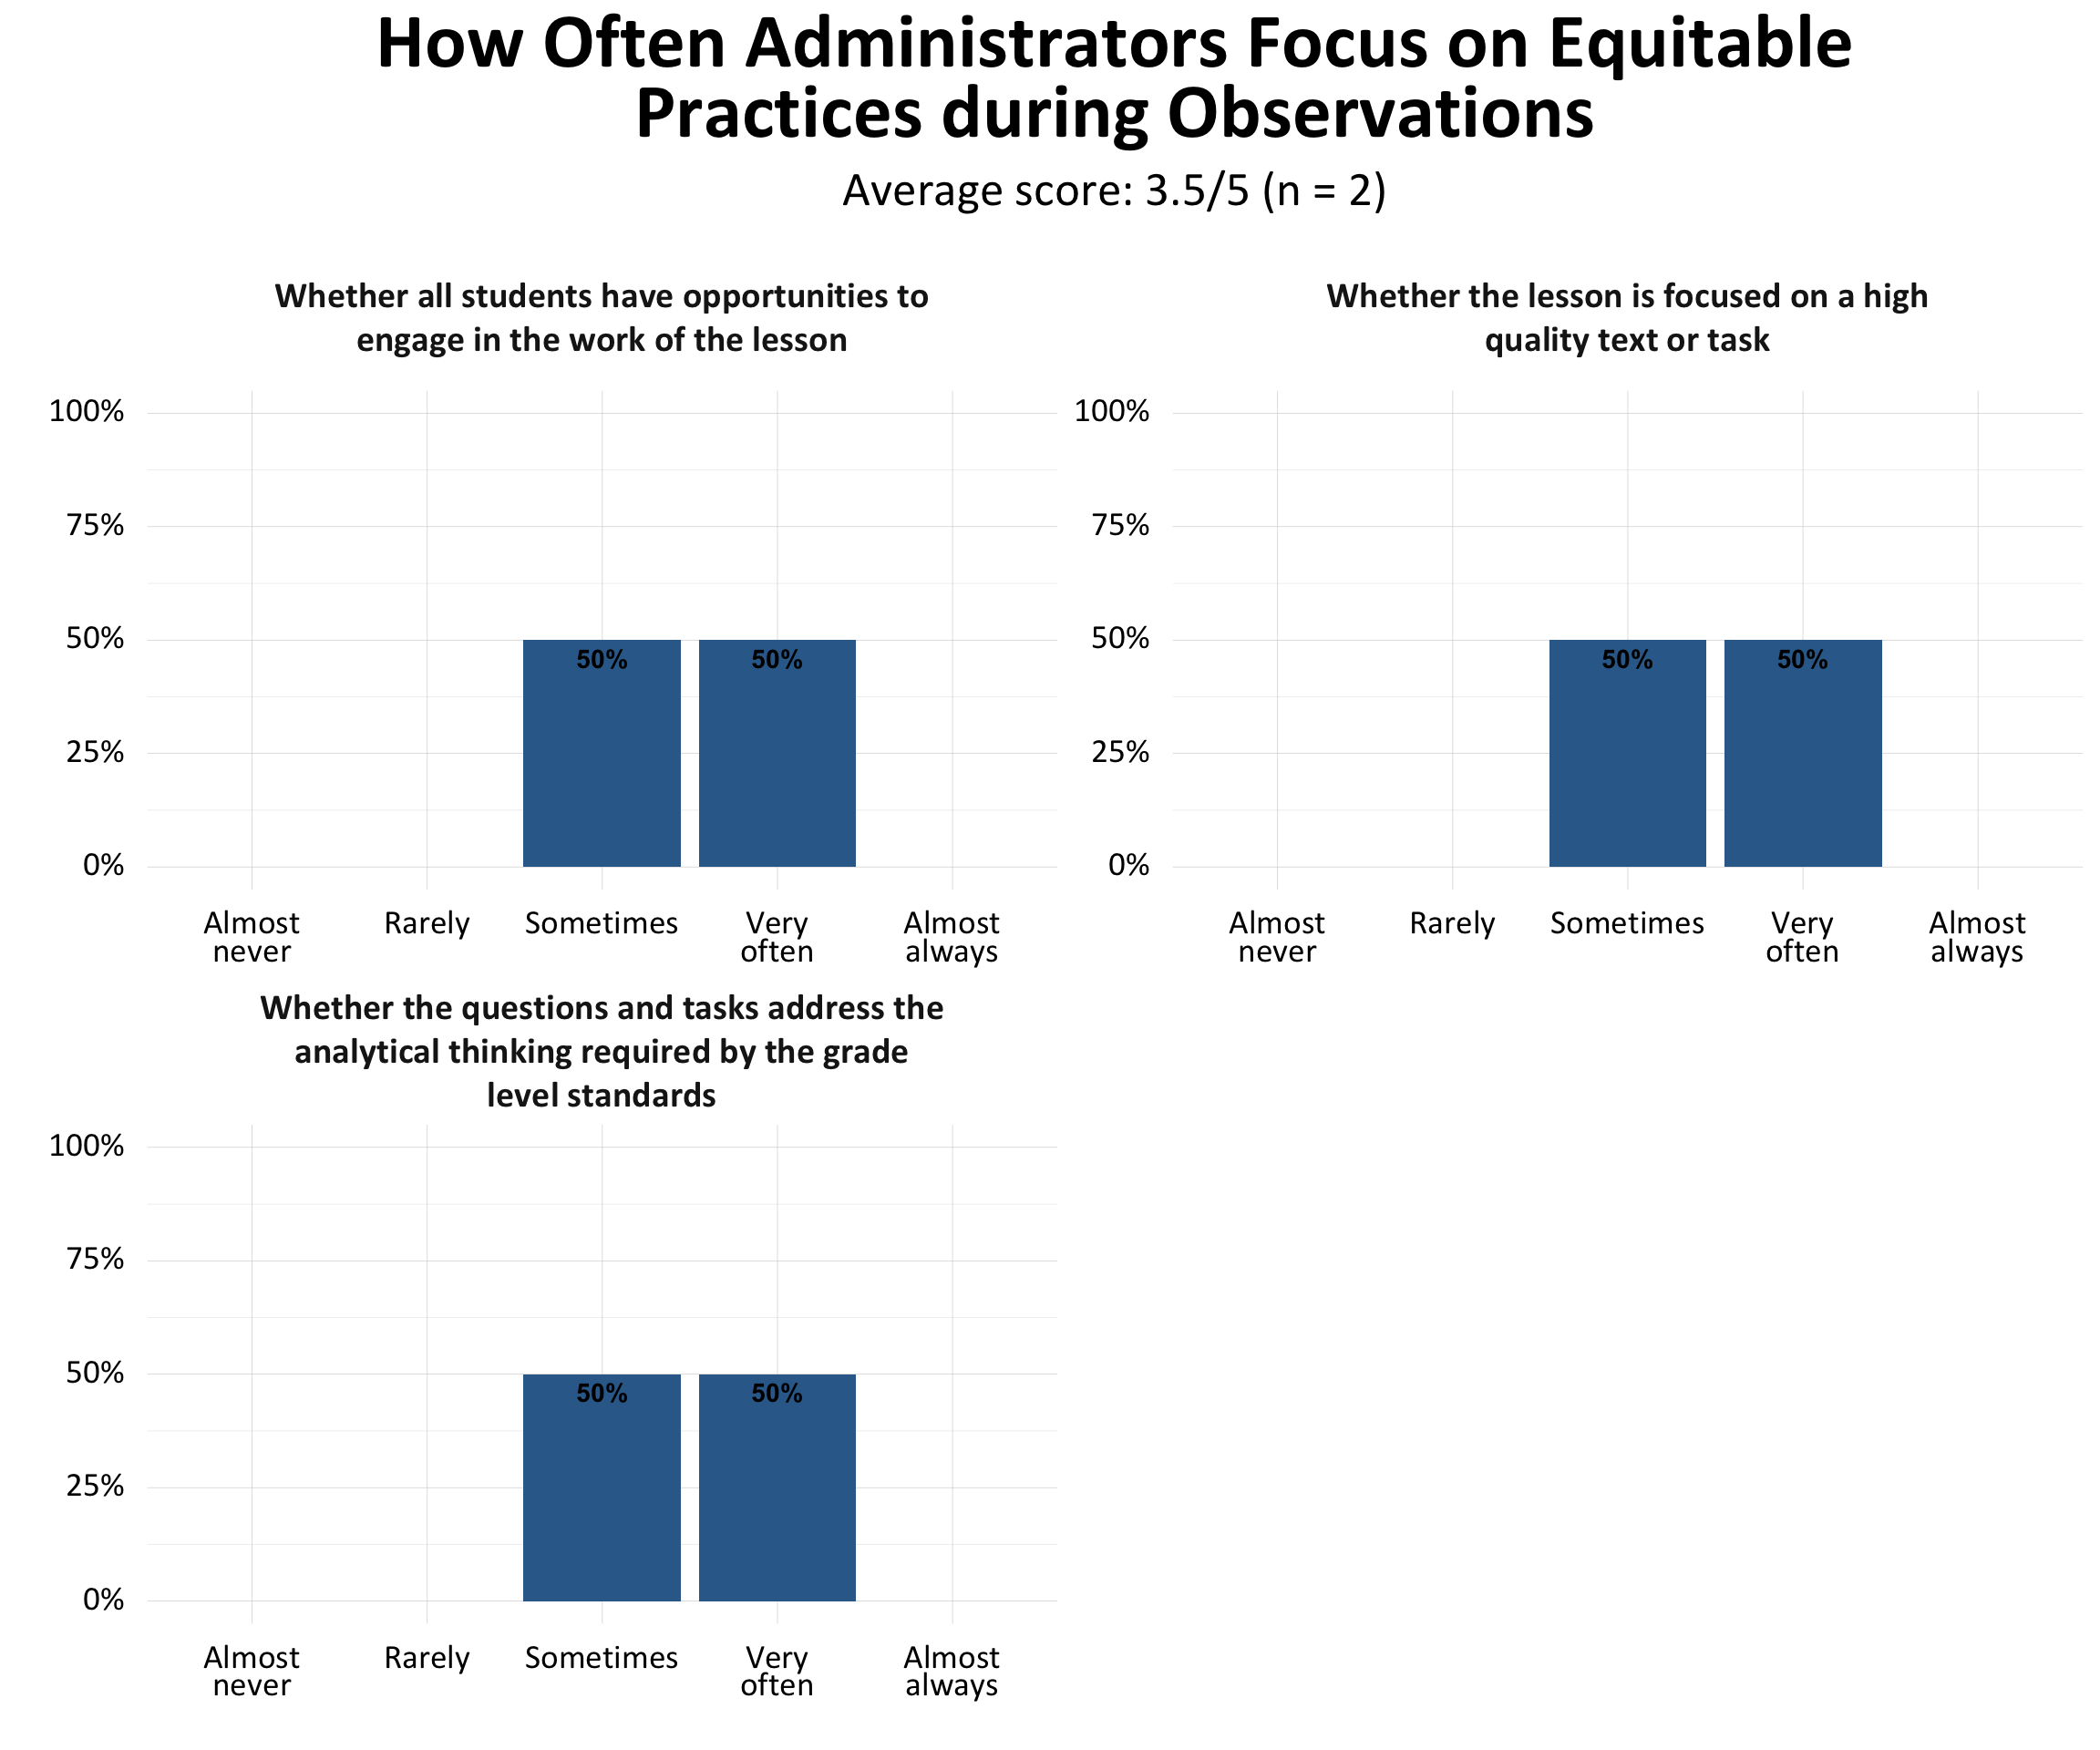 How Often Administrators Focus on Equitable
Practices during Observations
Average score: 3.5/5 (n = 2)
Whether all students have opportunities to
engage in the work of the lesson
100%
75%
50%
25%
0%
50%
50%
Almost
never
Rarely
Sometimes
Very
often
Almost
always
Whether the lesson is focused on a high
quality text or task
100%
75%
50%
25%
0%
50%
50%
Almost
never
Rarely
Sometimes
Very
often
Almost
always
Whether the questions and tasks address the
analytical thinking required by the grade
level standards
100%
75%
50%
25%
0%
50%
50%
Almost
never
Rarely
Sometimes
Very
often
Almost
always